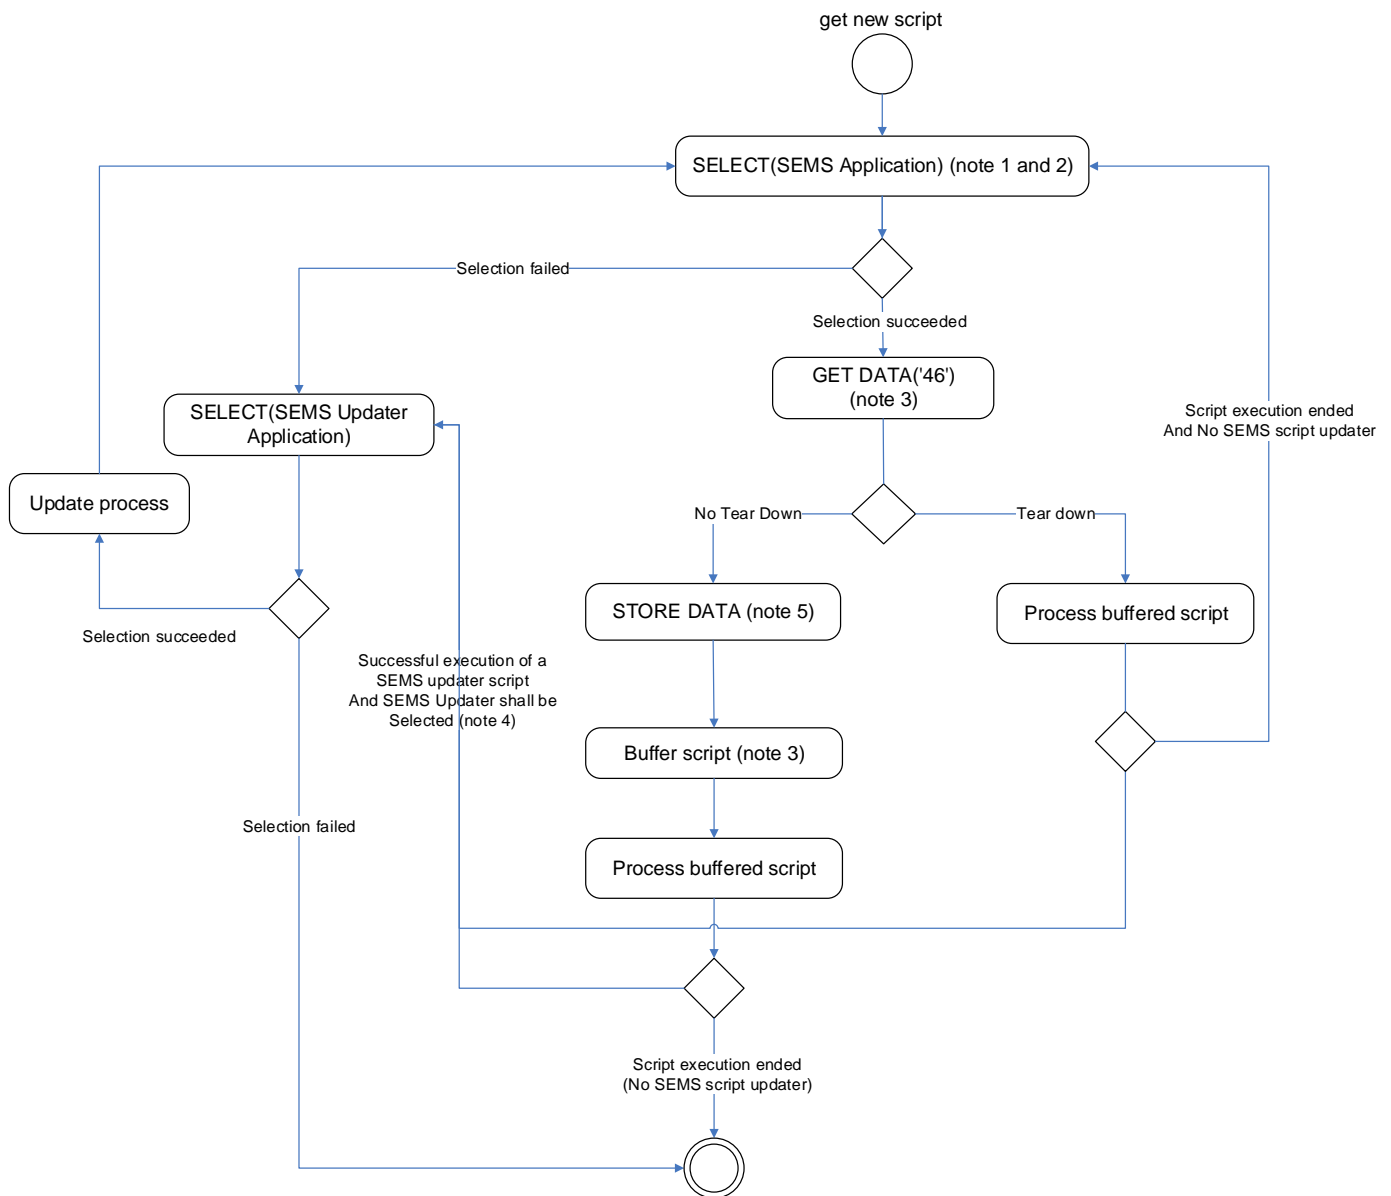 get new script
SELECT(SEMS Application) (note 1 and 2)
Selection failed
Selection succeeded
GET DATA('46')
(note 3)
SELECT(SEMS Updater
Application)
Script execution ended
And No SEMS script updater
Update process
No Tear Down
Tear down
STORE DATA (note 5)
Process buffered script
Selection succeeded
Successful execution of a
SEMS updater script
And SEMS Updater shall be
Selected (note 4)
Buffer script (note 3)
Selection failed
Process buffered script
Script execution ended
(No SEMS script updater)